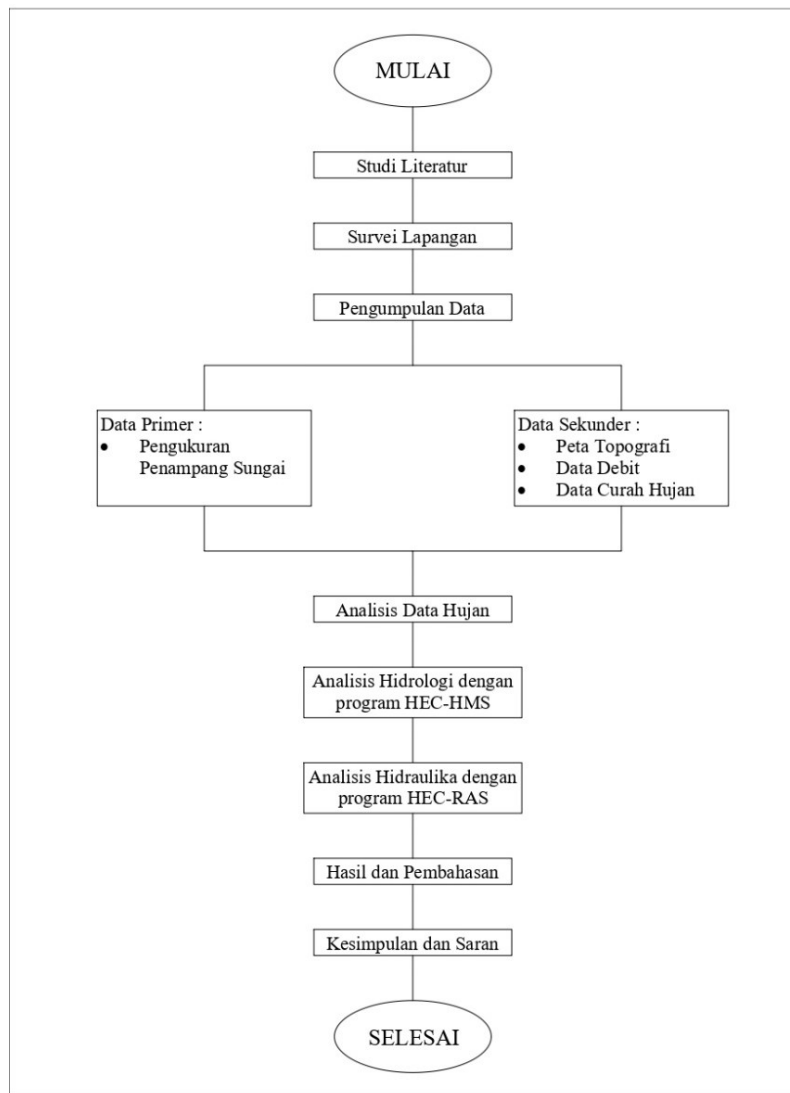 MULAI
Studi Literatur
Survei Lapangan
Pengumpulan Data
Data Primer :
• Pengukuran
Penampang Sungai
Data Sekunder :
• Peta Topografi
• Data Debit
• Data Curah Hujan
Analisis Data Hujan
Analisis Hidrologi dengan
program HEC-HMS
Analisis Hidraulika dengan
program HEC-RAS
Hasil dan Pembahasan
Kesimpulan dan Saran
SELESAI